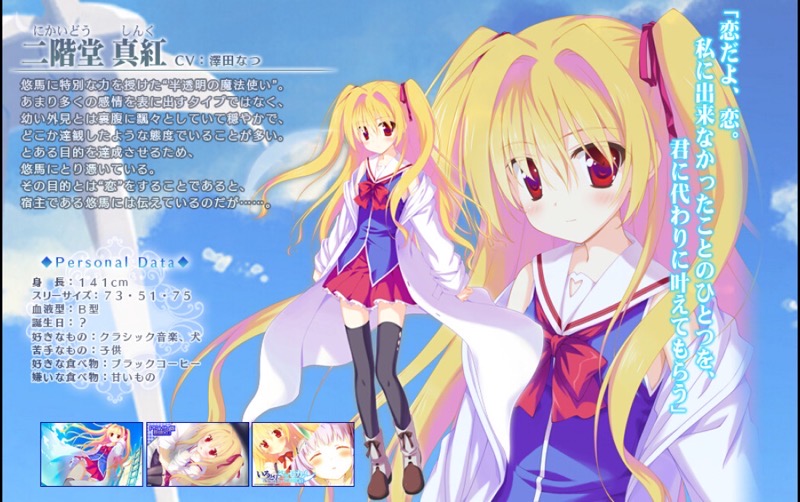 にかいどう しんく
二階堂 真紅 CV：澤田なつ
悠馬に特別な力を授けた“半透明の魔法使い”。
あまり多くの感情を表に出すタイプではなく、
幼い外見とは裏腹に飄々としていて穏やかで、
どこか達観したような態度でいることが多い。
とある目的を達成させるため、
悠馬にとり憑いている。
その目的とは“恋”をすることであると、
宿主である悠馬には伝えているのだが……。
◆Personal Data◆
身　長：141cm
スリーサイズ：73・51・75
血液型：B型
誕生日：？
好きなもの：クラシック音楽、犬
苦手なもの：子供
好きな食べ物：ブラックコーヒー
嫌いな食べ物：甘いもの
「恋だよ、恋。
私に出来なかったことのひとつを、
君に代わりに叶えてもらう」